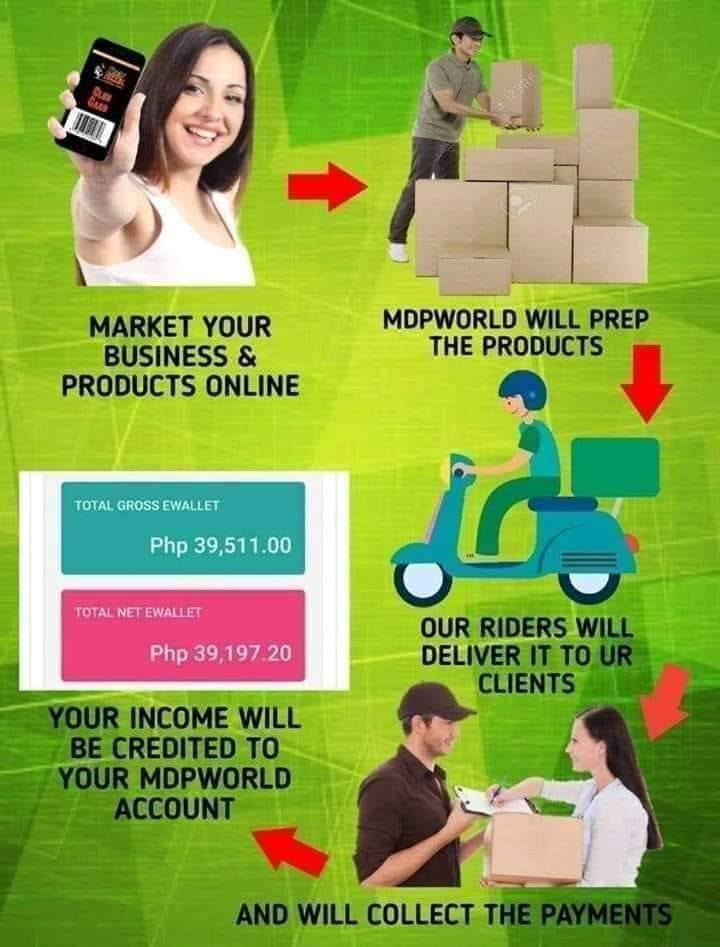 CLUB
CARD
MARKET YOUR
BUSINESS &
PRODUCTS ONLINE
MDPWORLD WILL PREP
THE PRODUCTS
OUR RIDERS WILL
DELIVER IT TO UR
CLIENTS
AND WILL COLLECT THE PAYMENTS
TOTAL GROSS EWALLET
Php 39,511.00
TOTAL NET EWALLET
Php 39,197.20
YOUR INCOME WILL
BE CREDITED TO
YOUR MDPWORLD
ACCOUNT